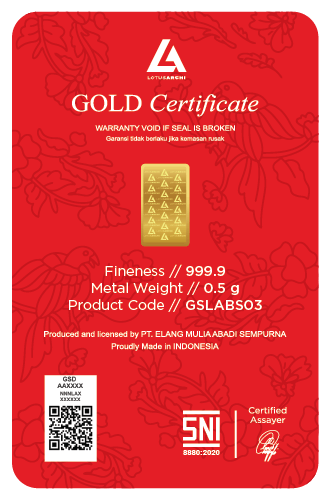 LOTUSARCHI
GOLD Certificate
WARRANTY VOID IF SEAL IS BROKEN
Garansi tidak berlaku jika kemasan rusak
Fineness // 999.9
Metal Weight // 0.5 g
Product Code // GSLABS03
Produced and licensed by PT. ELANG MULIA ABADI SEMPURNA
Proudly Made in INDONESIA
GSD
AAXXXX
NNNLAX
XXXXXX
SNI
8880:2020
Certified
Assayer